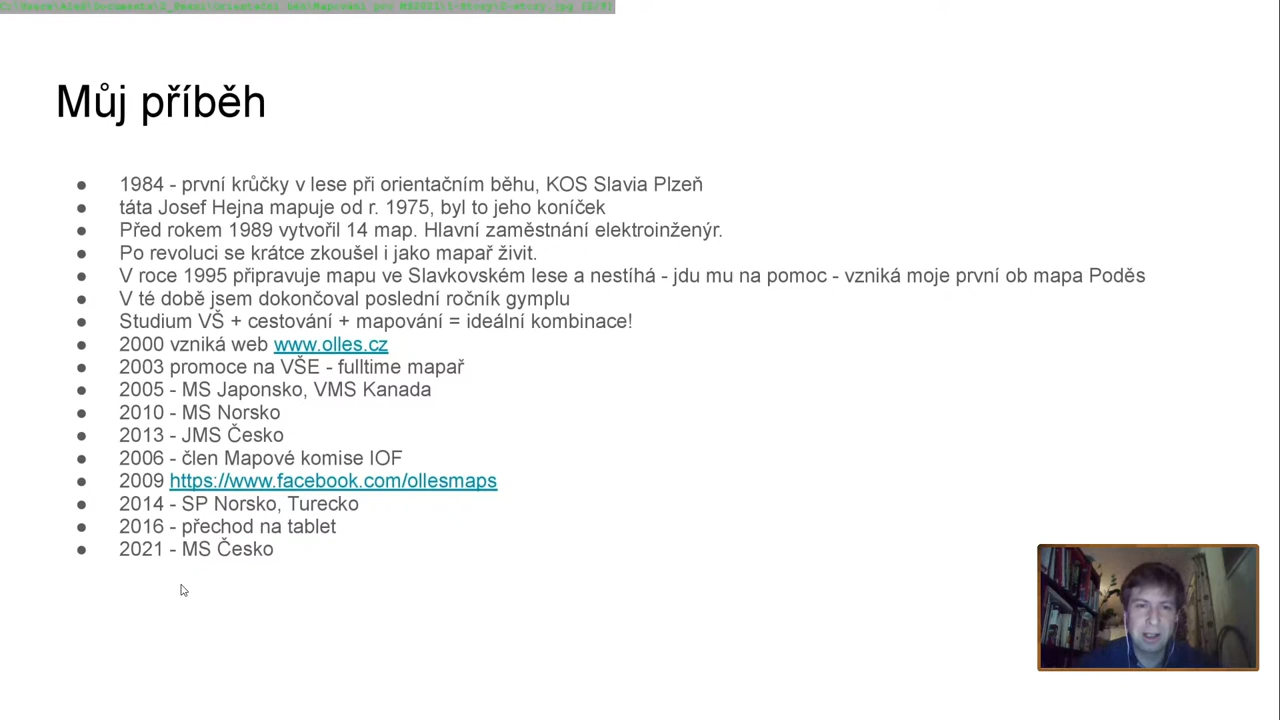 Můj příběh
1984 - první krůčky v lese při orientačním běhu, KOS Slavia Plzeň
táta Josef Hejna mapuje od r. 1975, byl to jeho koníček
Před rokem 1989 vytvořil 14 map. Hlavní zaměstnání elektroinženýr.
Po revoluci se krátce zkoušel i jako mapař živit.
V roce 1995 připravuje mapu ve Slavkovském lese a nestíhá - jdu mu na pomoc - vzniká moje první ob mapa Poděs
V té době jsem dokončoval poslední ročník gymplu
Studium VŠ + cestování + mapování = ideální kombinace!
2000 vzniká web www.olles.cz
2003 promoce na VŠE - fulltime mapař
2005 - MS Japonsko, VMS Kanada
2010 - MS Norsko
2013 - JMS Česko
2006 - člen Mapové komise IOF
2009 https://www.facebook.com/ollesmaps
2014 - SP Norsko, Turecko
2016 - přechod na tablet
2021 - MS Česko